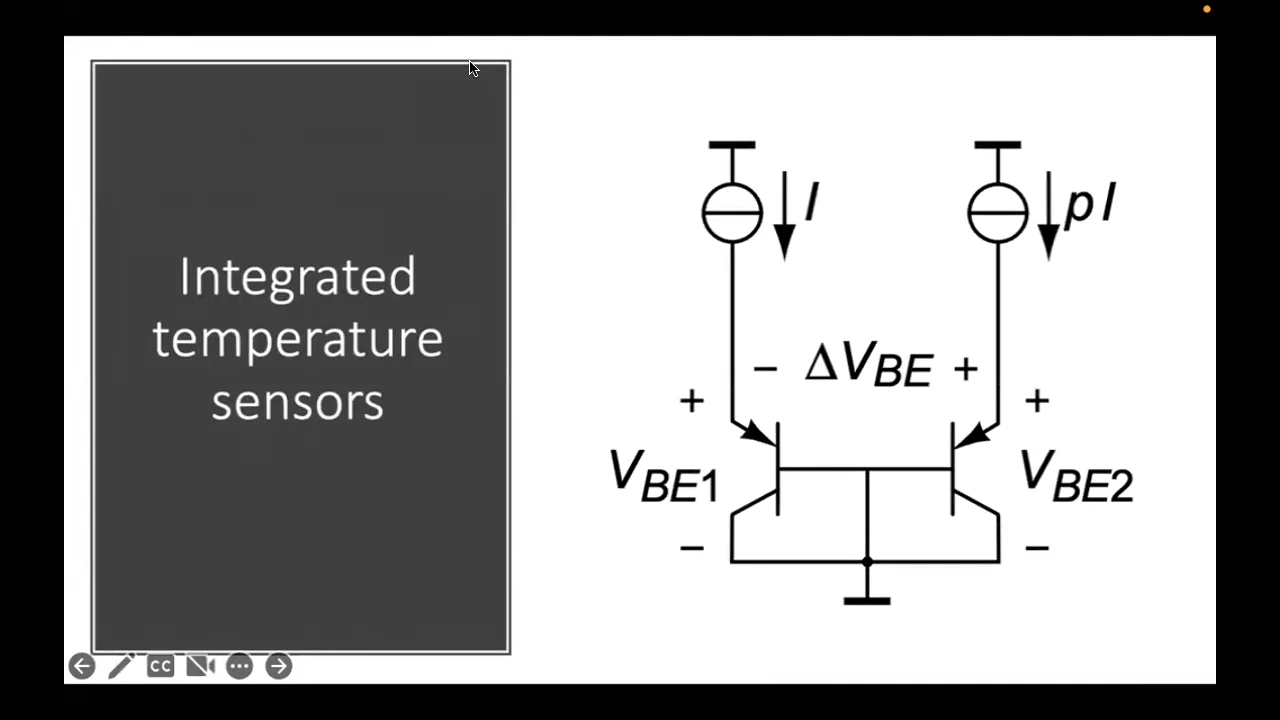 Integrated
temperature
sensors
I
pI
− ΔVBE +
+
+
VBE1
VBE2
−
−
CC